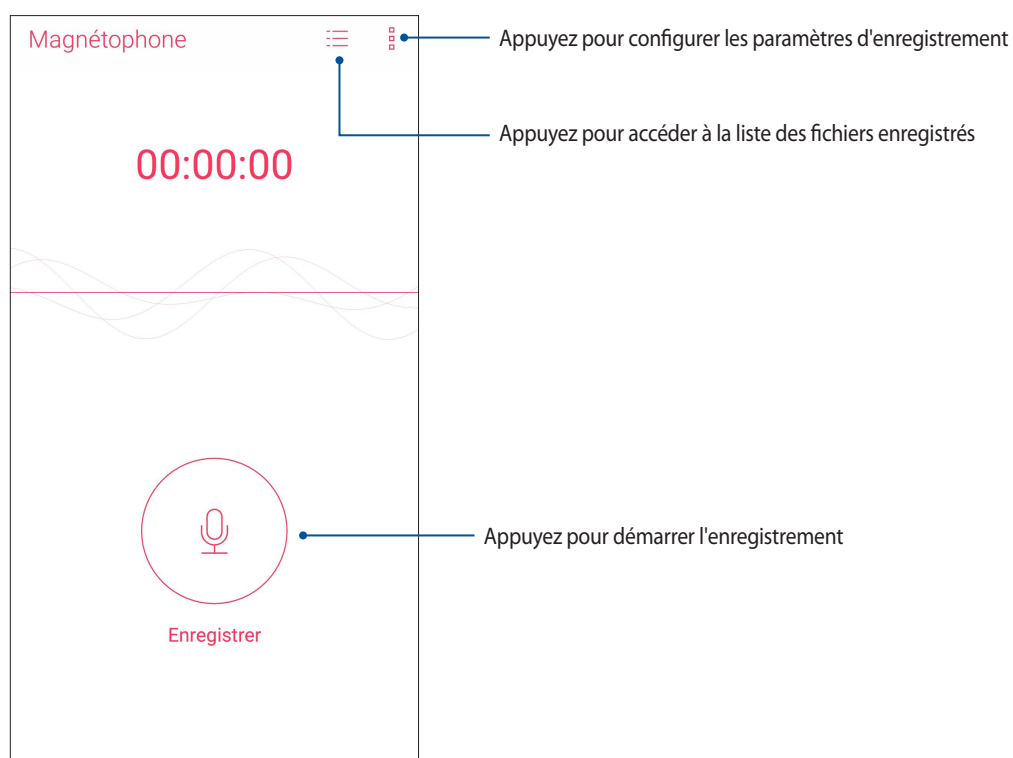 Magnétophone
Appuyez pour configurer les paramètres d'enregistrement
Appuyez pour accéder à la liste des fichiers enregistrés
00:00:00
Appuyez pour démarrer l'enregistrement
Enregistrer